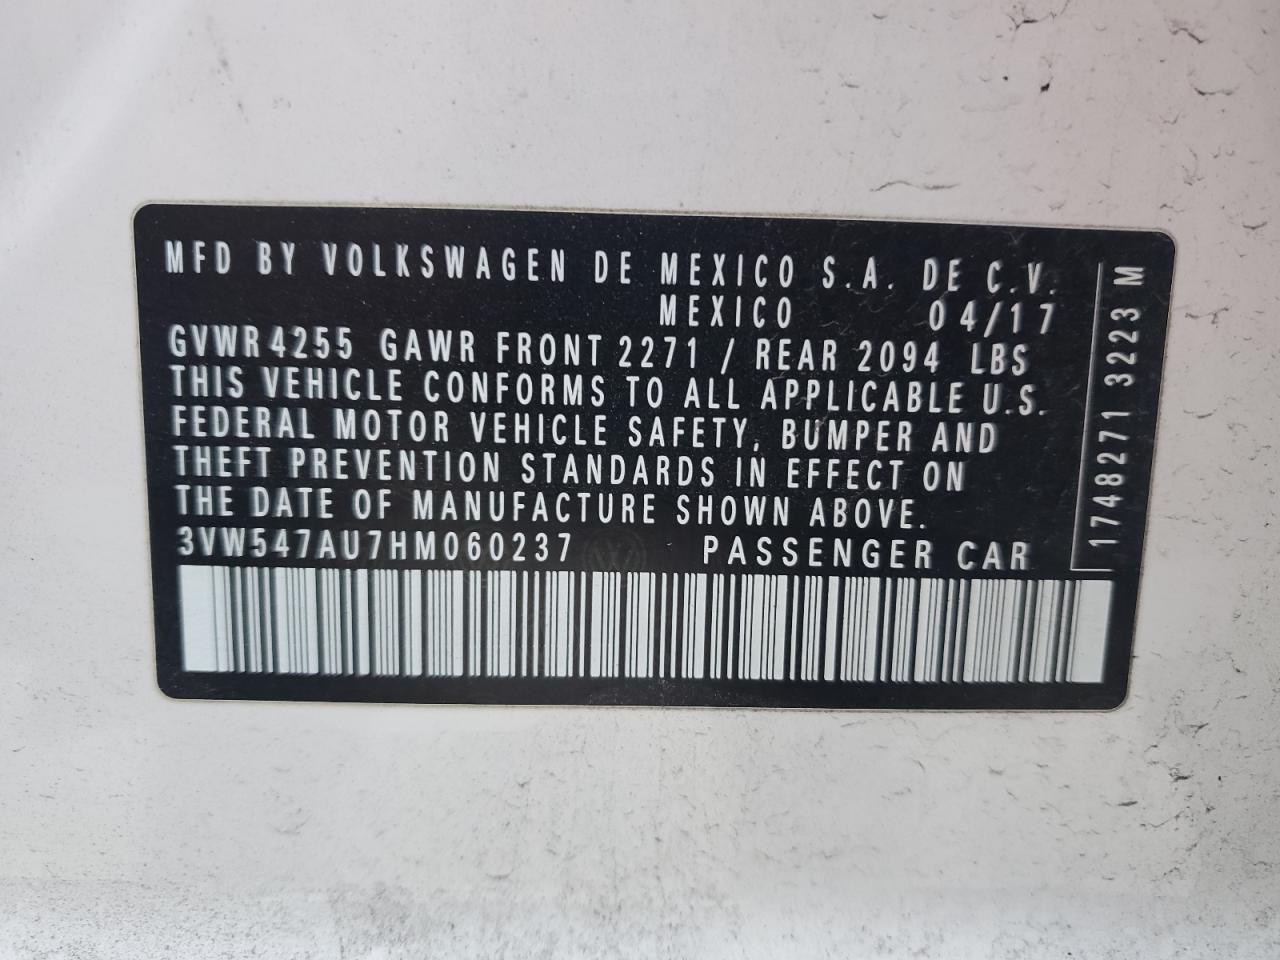 MFD BY VOLKSWAGEN DE MEXICO S.A. DE C.V.
MEXICO 04/17
GVWR 4255 GAWR FRONT 2271 / REAR 2094 LBS
THIS VEHICLE CONFORMS TO ALL APPLICABLE U.S.
FEDERAL MOTOR VEHICLE SAFETY, BUMPER AND
THEFT PREVENTION STANDARDS IN EFFECT ON
THE DATE OF MANUFACTURE SHOWN ABOVE.
3VW547AU7HM060237 PASSENGER CAR
1748271 3223 M